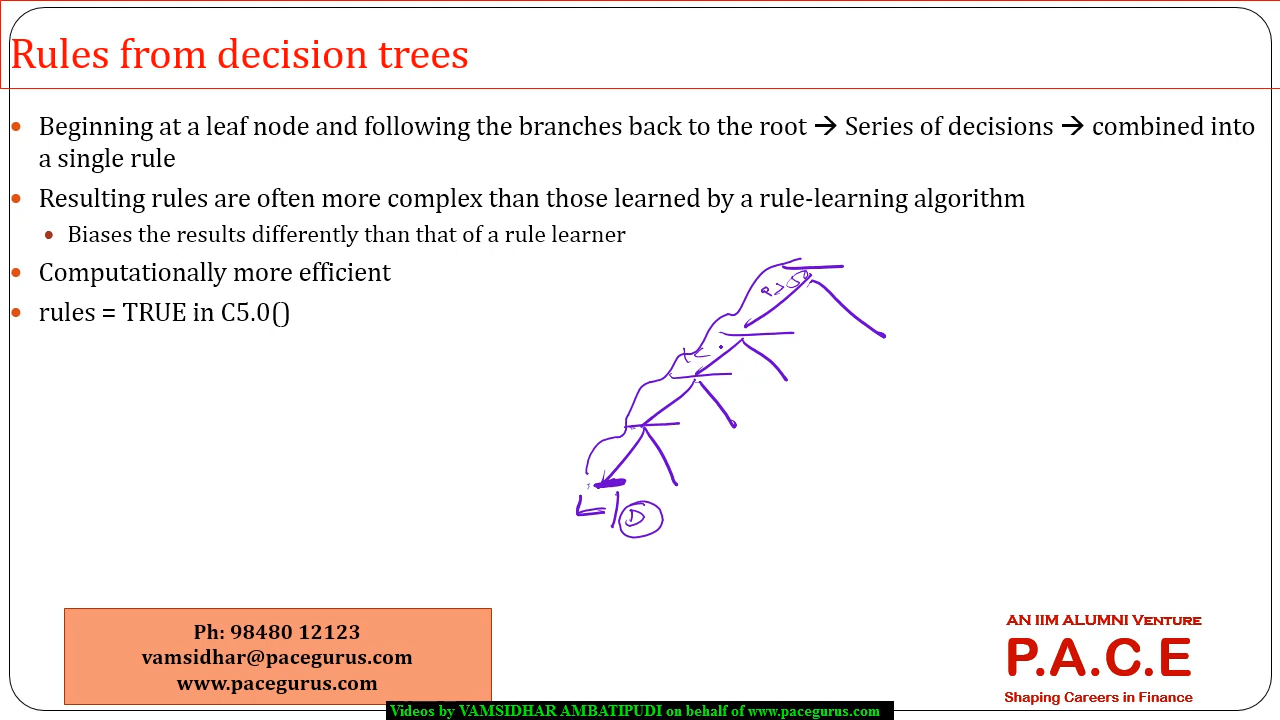 Rules from decision trees
• Beginning at a leaf node and following the branches back to the root → Series of decisions → combined into
a single rule
• Resulting rules are often more complex than those learned by a rule-learning algorithm
• Biases the results differently than that of a rule learner
• Computationally more efficient
• rules = TRUE in C5.0()
D
Ph: 98480 12123
vamsidhar@pacegurus.com
www.pacegurus.com
AN IIM ALUMNI VENTURE
P.A.C.E
Shaping Careers in Finance
Videos by VAMSIDHAR AMBATIPUDI on behalf of www.pacegurus.com